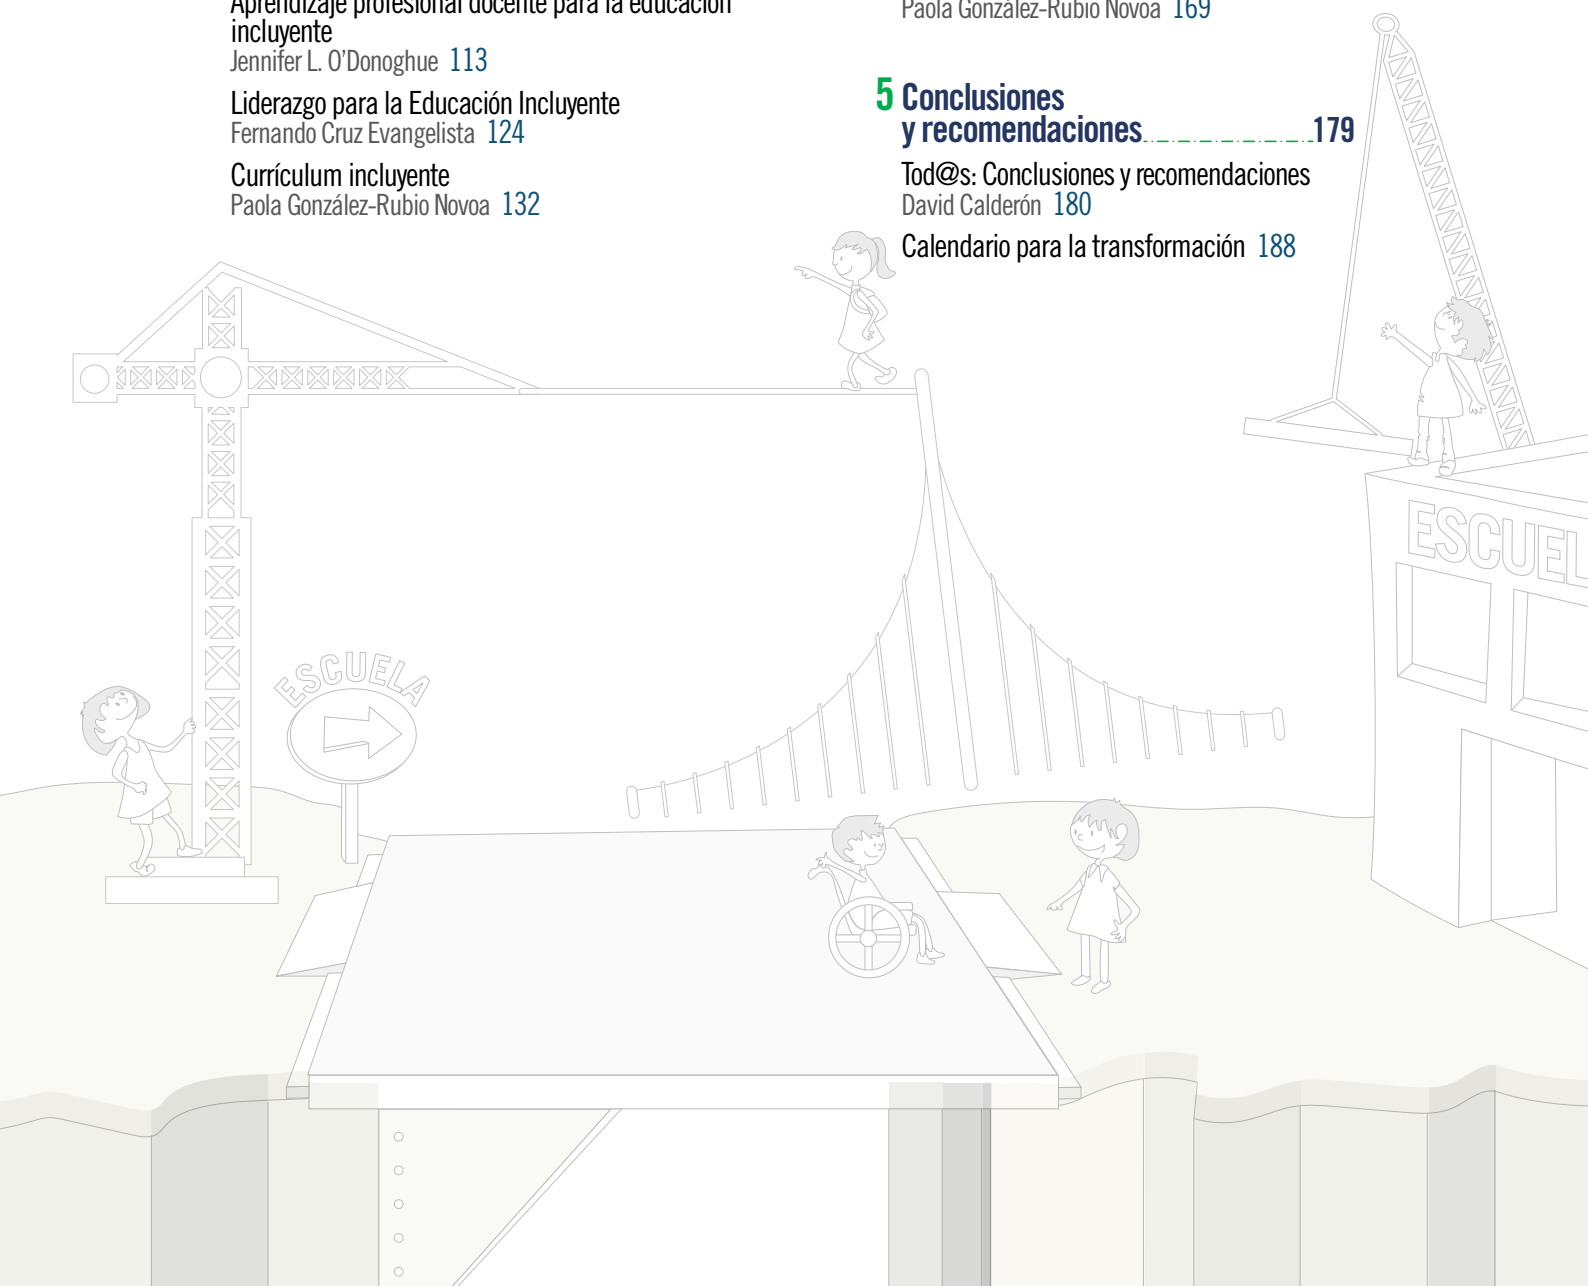 Aprendizaje profesional docente para la educación
incluyente
Jennifer L. O'Donoghue 113
Liderazgo para la Educación Incluyente
Fernando Cruz Evangelista 124
Currículum incluyente
Paola González-Rubio Novoa 132
Paola González-Rubio Novoa 169
5 Conclusiones
y recomendaciones 179
Tod@s: Conclusiones y recomendaciones
David Calderón 180
Calendario para la transformación 188
ESCUELA
ESCUEL